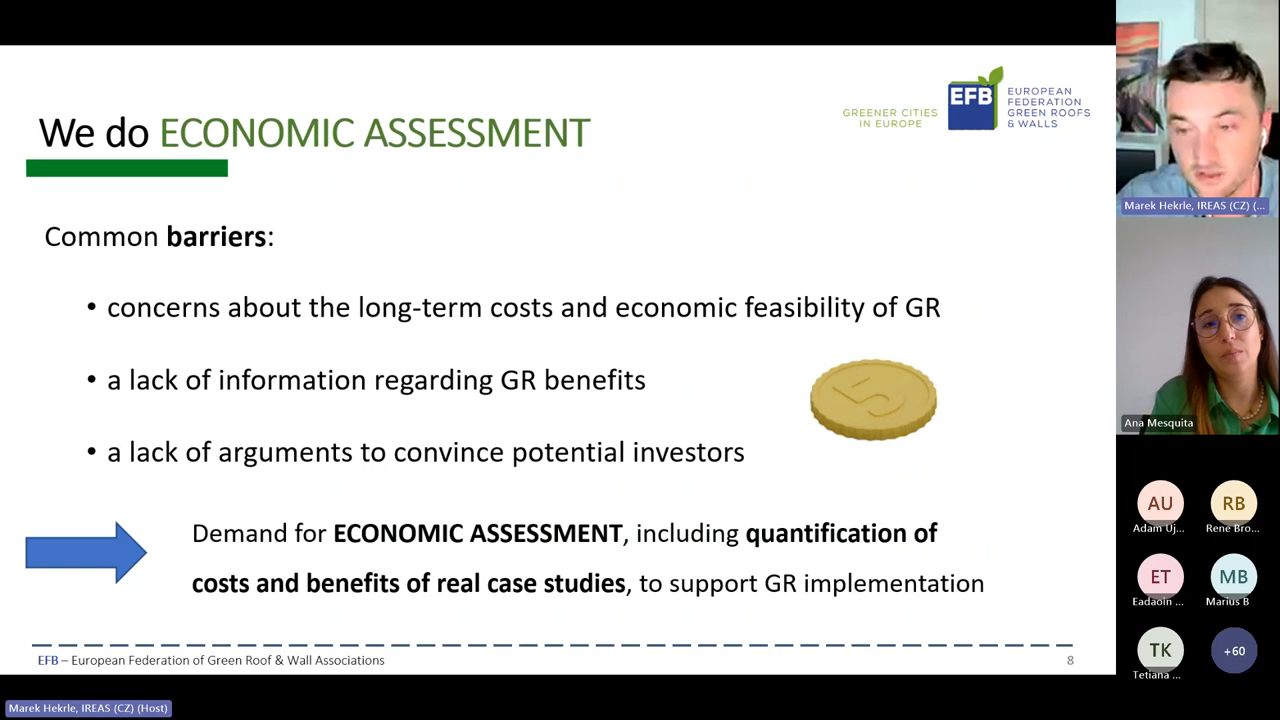 We do ECONOMIC ASSESSMENT
GREENER CITIES
IN EUROPE
EFB
EUROPEAN
FEDERATION
GREEN ROOFS
& WALLS
Common barriers:
• concerns about the long-term costs and economic feasibility of GR
• a lack of information regarding GR benefits
• a lack of arguments to convince potential investors
5
Demand for ECONOMIC ASSESSMENT, including quantification of
costs and benefits of real case studies, to support GR implementation
EFB – European Federation of Green Roof & Wall Associations
8
Marek Hekrle, IREAS (CZ) (...
Ana Mesquita
AU
RB
Adam Uj...
Rene Bro...
ET
MB
Eadaoin ...
Marius B
TK
+60
Tetiana ...
Marek Hekrle, IREAS (CZ) (Host)